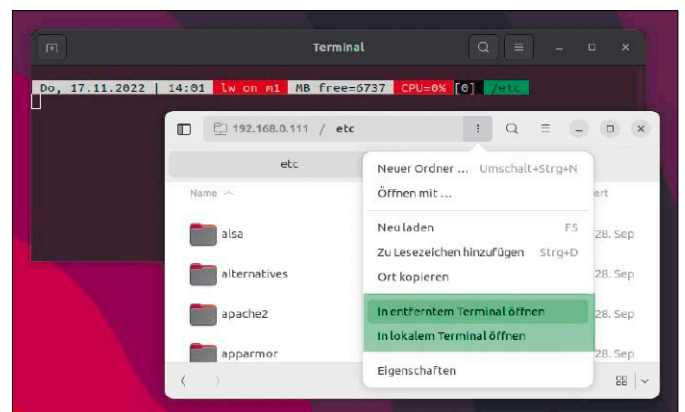 Terminal
Do, 17.11.2022 | 14:01 lw on m1 MB free=6737 CPU=0% [0] /etc
192.168.0.111 / etc
etc
Neuer Ordner ... Umschalt+Strg+N
Öffnen mit ...
Neu laden F5
Zu Lesezeichen hinzufügen Strg+D
Ort kopieren
In entferntem Terminal öffnen
In lokalem Terminal öffnen
Eigenschaften
Name
ert
alsa 28. Sep
alternatives 28. Sep
apache2 28. Sep
apparmor 28. Sep